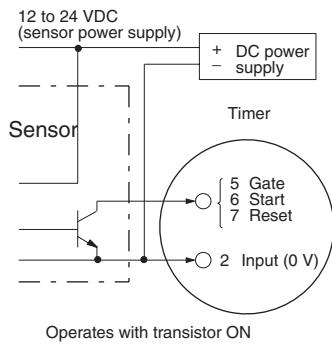 12 to 24 VDC
(sensor power supply)
+ DC power
− supply
Timer
Sensor
5 Gate
6 Start
7 Reset
2 Input (0 V)
Operates with transistor ON